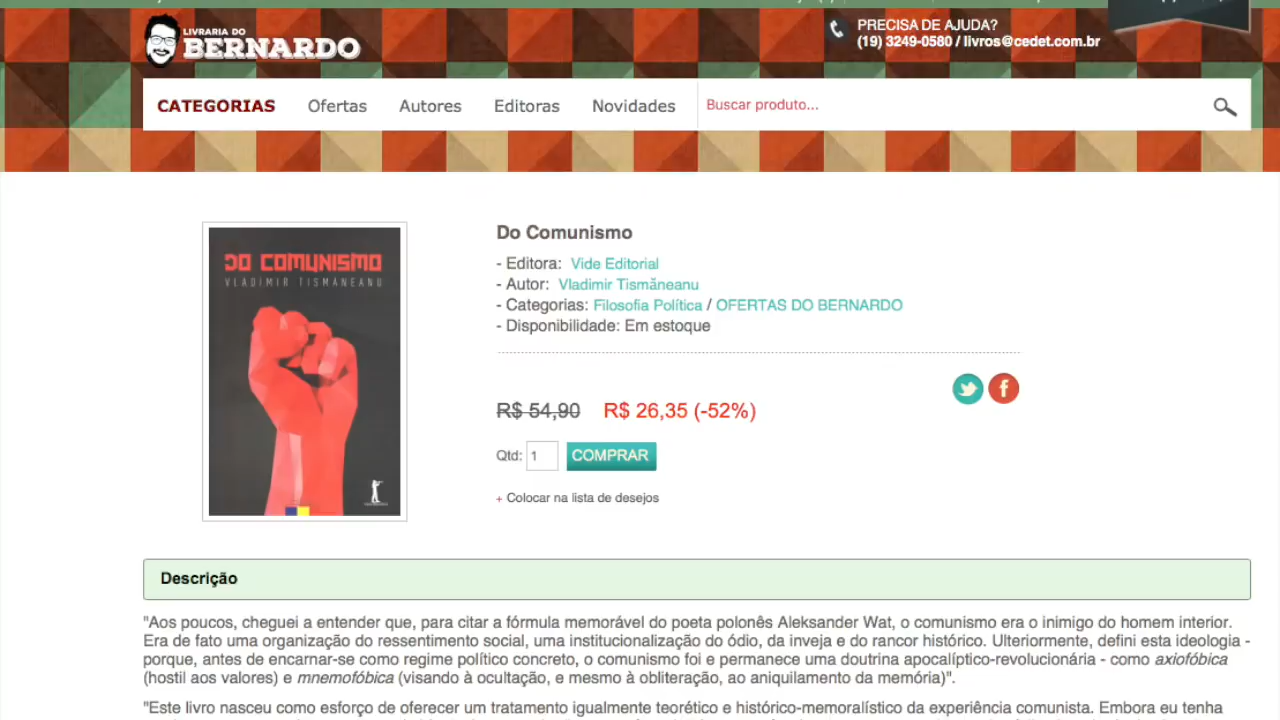 LIVRARIA DO
BERNARDO
PRECISA DE AJUDA?
(19) 3249-0580 / livros@cedet.com.br
CATEGORIAS Ofertas Autores Editoras Novidades Buscar produto...
DO COMUNISMO
VLADIMIR TISMĂNEANU
Do Comunismo
- Editora: Vide Editorial
- Autor: Vladimir Tismăneanu
- Categorias: Filosofia Política / OFERTAS DO BERNARDO
- Disponibilidade: Em estoque
R$ 54,90 R$ 26,35 (-52%)
Qtd: 1 COMPRAR
+ Colocar na lista de desejos
Descrição
"Aos poucos, cheguei a entender que, para citar a fórmula memorável do poeta polonês Aleksander Wat, o comunismo era o inimigo do homem interior.
Era de fato uma organização do ressentimento social, uma institucionalização do ódio, da inveja e do rancor histórico. Ulteriormente, defini esta ideologia -
porque, antes de encarnar-se como regime político concreto, o comunismo foi e permanece uma doutrina apocalíptico-revolucionária - como axiofóbica
(hostil aos valores) e mnemofóbica (visando à ocultação, e mesmo à obliteração, ao aniquilamento da memória)".
"Este livro nasceu como esforço de oferecer um tratamento igualmente teorético e histórico-memoralístico da experiência comunista. Embora eu tenha